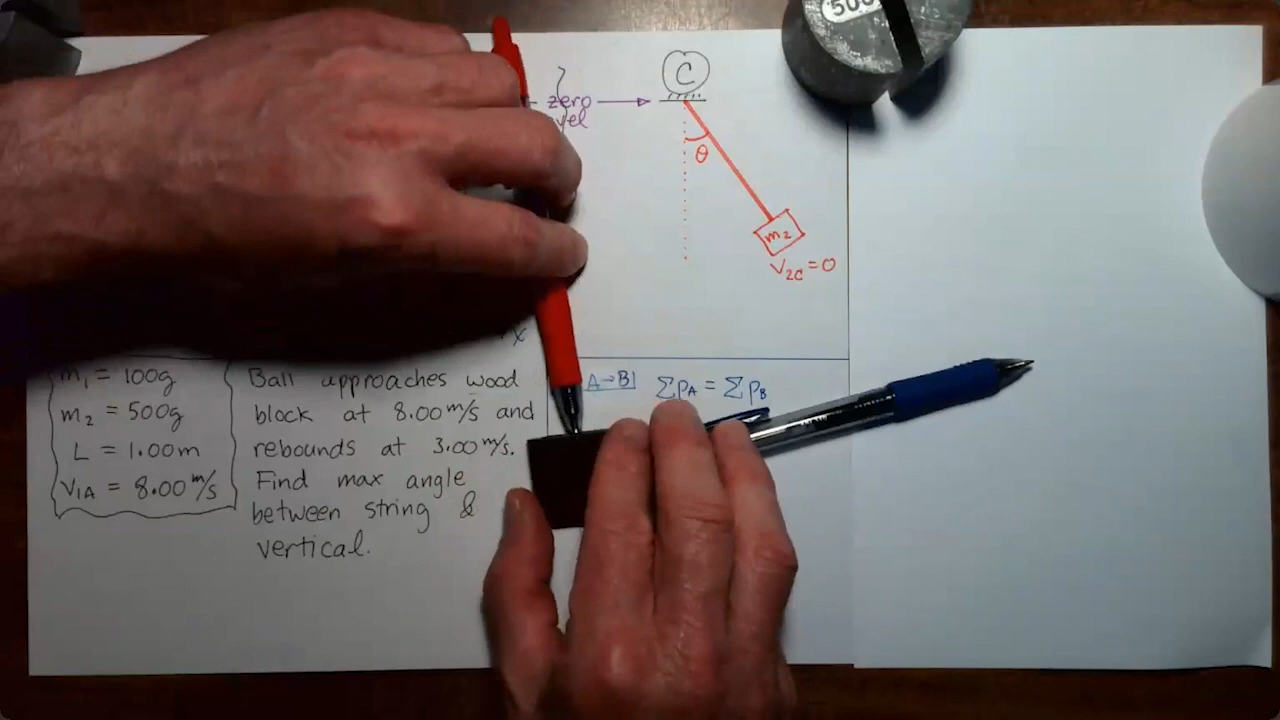 500
C
zero
θ
m2
V2C = 0
x
m1 = 100g
m2 = 500g
L = 1.00m
V1A = 8.00 m/s
Ball approaches wood
block at 8.00 m/s and
rebounds at 3.00 m/s.
Find max angle
between string &
vertical.
A→B ΣpA = ΣpB